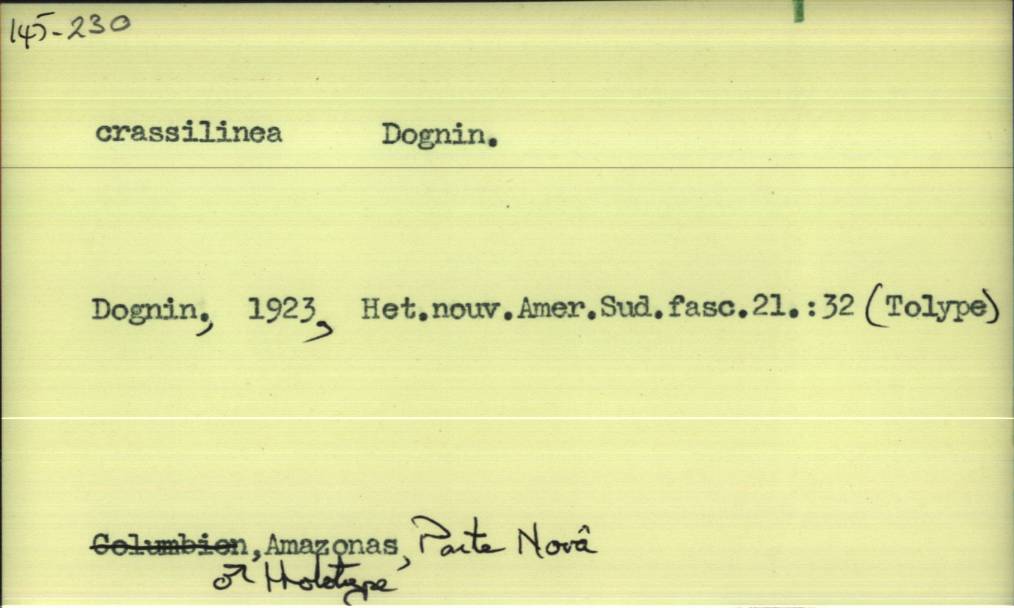 145-230
crassilinea Dognin.
Dognin., 1923, Het.nouv.Amer.Sud.fasc.21.:32 (Tolype)
Columbien, Amazonas, Parte Novâ
♂ Holotype